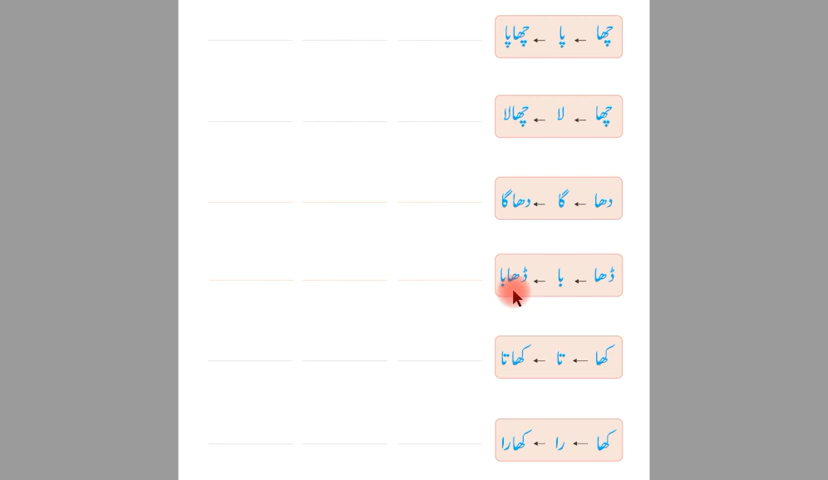 چھا ← پا ← چھاپا
چھا ← لا ← چھالا
دھا ← گا ← دھاگا
ڈھا ← با ← ڈھابا
کھا ← تا ← کھاتا
کھا ← را ← کھارا